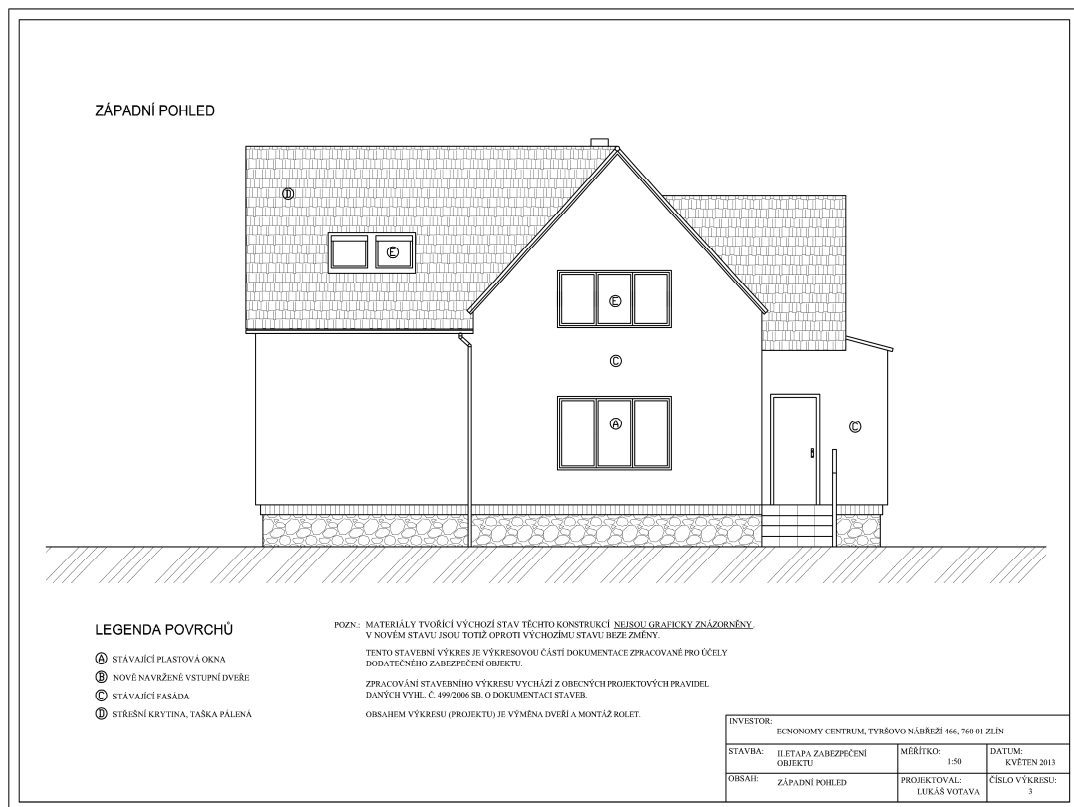 ZÁPADNÍ POHLED
D
E
E
C
A
C
LEGENDA POVRCHŮ
A STÁVAJÍCÍ PLASTOVÁ OKNA
B NOVĚ NAVRŽENÉ VSTUPNÍ DVEŘE
C STÁVAJÍCÍ FASÁDA
D STŘEŠNÍ KRYTINA, TAŠKA PÁLENÁ
POZN.: MATERIÁLY TVOŘÍCÍ VÝCHOZÍ STAV TĚCHTO KONSTRUKCÍ NEJSOU GRAFICKY ZNÁZORNĚNY.
V NOVÉM STAVU JSOU TOTIŽ OPROTI VÝCHOZÍMU STAVU BEZE ZMĚNY.
TENTO STAVEBNÍ VÝKRES JE VÝKRESOVOU ČÁSTÍ DOKUMENTACE ZPRACOVANÉ PRO ÚČELY
DODATEČNÉHO ZABEZPEČENÍ OBJEKTU.
ZPRACOVÁNÍ STAVEBNÍHO VÝKRESU VYCHÁZÍ Z OBECNÝCH PROJEKTOVÝCH PRAVIDEL
DANÝCH VYHL. Č. 499/2006 SB. O DOKUMENTACI STAVEB.
OBSAHEM VÝKRESU (PROJEKTU) JE VÝMĚNA DVEŘÍ A MONTÁŽ ROLET.
INVESTOR:
ECNONOMY CENTRUM, TYRŠOVO NÁBŘEŽÍ 466, 760 01 ZLÍN
STAVBA: II.ETAPA ZABEZPEČENÍ
OBJEKTU
MĚŘÍTKO:
1:50
DATUM:
KVĚTEN 2013
OBSAH: ZÁPADNÍ POHLED
PROJEKTOVAL:
LUKÁŠ VOTAVA
ČÍSLO VÝKRESU:
3